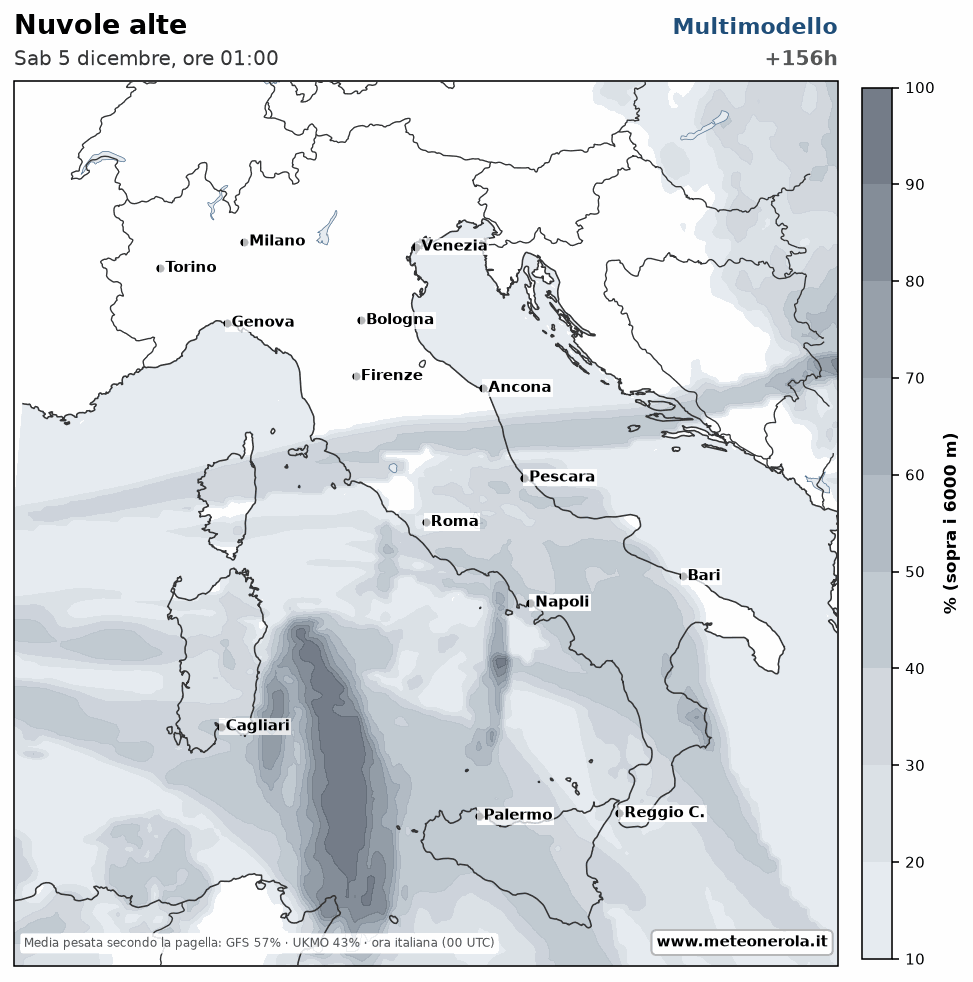 Nuvole alte
Multimodello
Sab 5 dicembre, ore 01:00
+156h
Milano
Venezia
Torino
Genova
Bologna
Firenze
Ancona
Pescara
Roma
Bari
Napoli
Cagliari
Palermo
Reggio C.
100
90
80
70
60
50
40
30
20
10
% (sopra i 6000 m)
Media pesata secondo la pagella: GFS 57% · UKMO 43% · ora italiana (00 UTC)
www.meteonerola.it